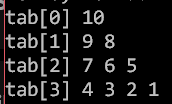 tab[0] 10
tab[1] 9 8
tab[2] 7 6 5
tab[3] 4 3 2 1